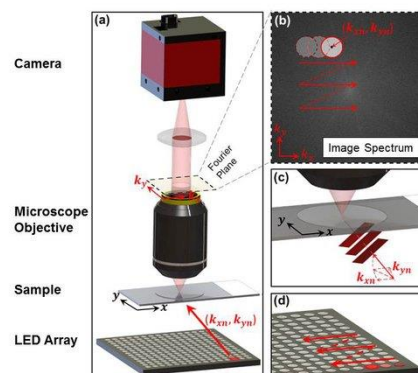 Camera
Microscope
Objective
Sample
LED Array
(a)
Fourier
Plane
k_y
y
x
(k_xn, k_yn)
(b)
(k_xn, k_yn)
k_y
k_x
Image Spectrum
(c)
y
x
k_xn
k_yn
(d)